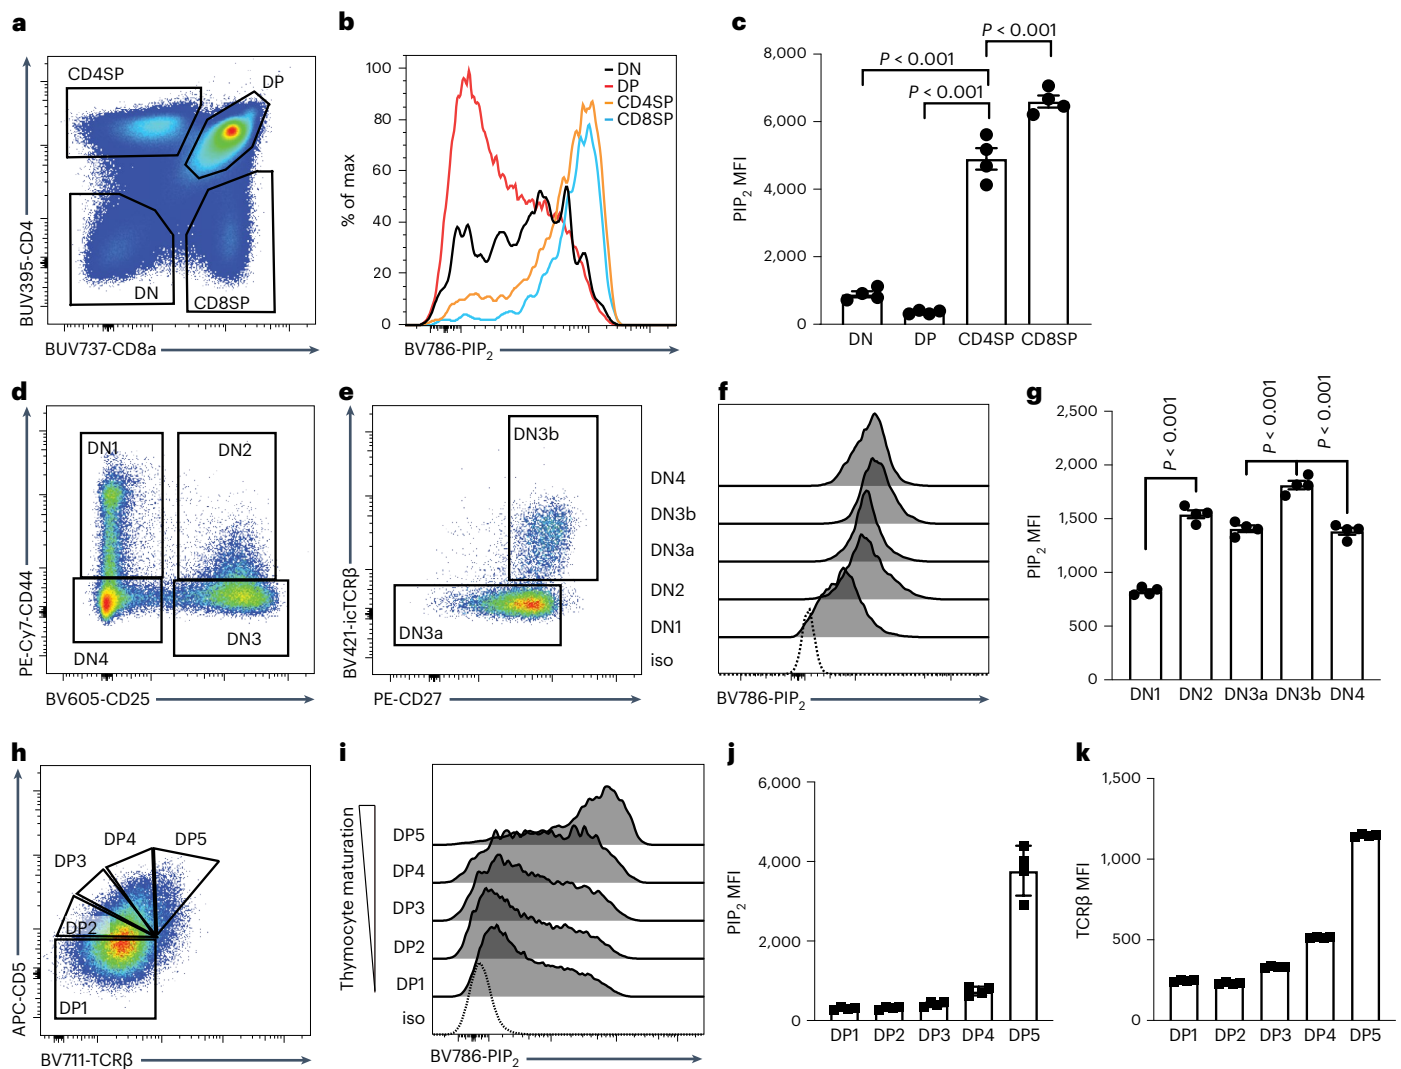 a
CD4SP
DP
DN
CD8SP
BUV395-CD4
BUV737-CD8a
b
100
80
60
40
20
0
% of max
DN
DP
CD4SP
CD8SP
BV786-PIP2
c
P < 0.001
P < 0.001
P < 0.001
8,000
6,000
4,000
2,000
0
PIP2 MFI
DN DP CD4SP CD8SP
d
DN1
DN2
DN3
DN4
PE-Cy7-CD44
BV605-CD25
e
DN3b
DN3a
BV421-icTCRβ
PE-CD27
f
DN4
DN3b
DN3a
DN2
DN1
iso
BV786-PIP2
g
P < 0.001
P < 0.001
P < 0.001
2,500
2,000
1,500
1,000
500
0
PIP2 MFI
DN1 DN2 DN3a DN3b DN4
h
DP4
DP5
DP3
DP2
DP1
APC-CD5
BV711-TCRβ
i
Thymocyte maturation
DP5
DP4
DP3
DP2
DP1
iso
BV786-PIP2
j
6,000
4,000
2,000
0
PIP2 MFI
DP1 DP2 DP3 DP4 DP5
k
1,500
1,000
500
0
TCRβ MFI
DP1 DP2 DP3 DP4 DP5